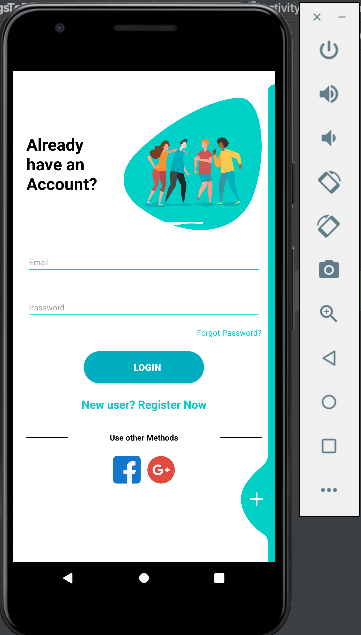 Already
have an
Account?
Email
Password
Forgot Password?
LOGIN
New user? Register Now
Use other Methods
G+